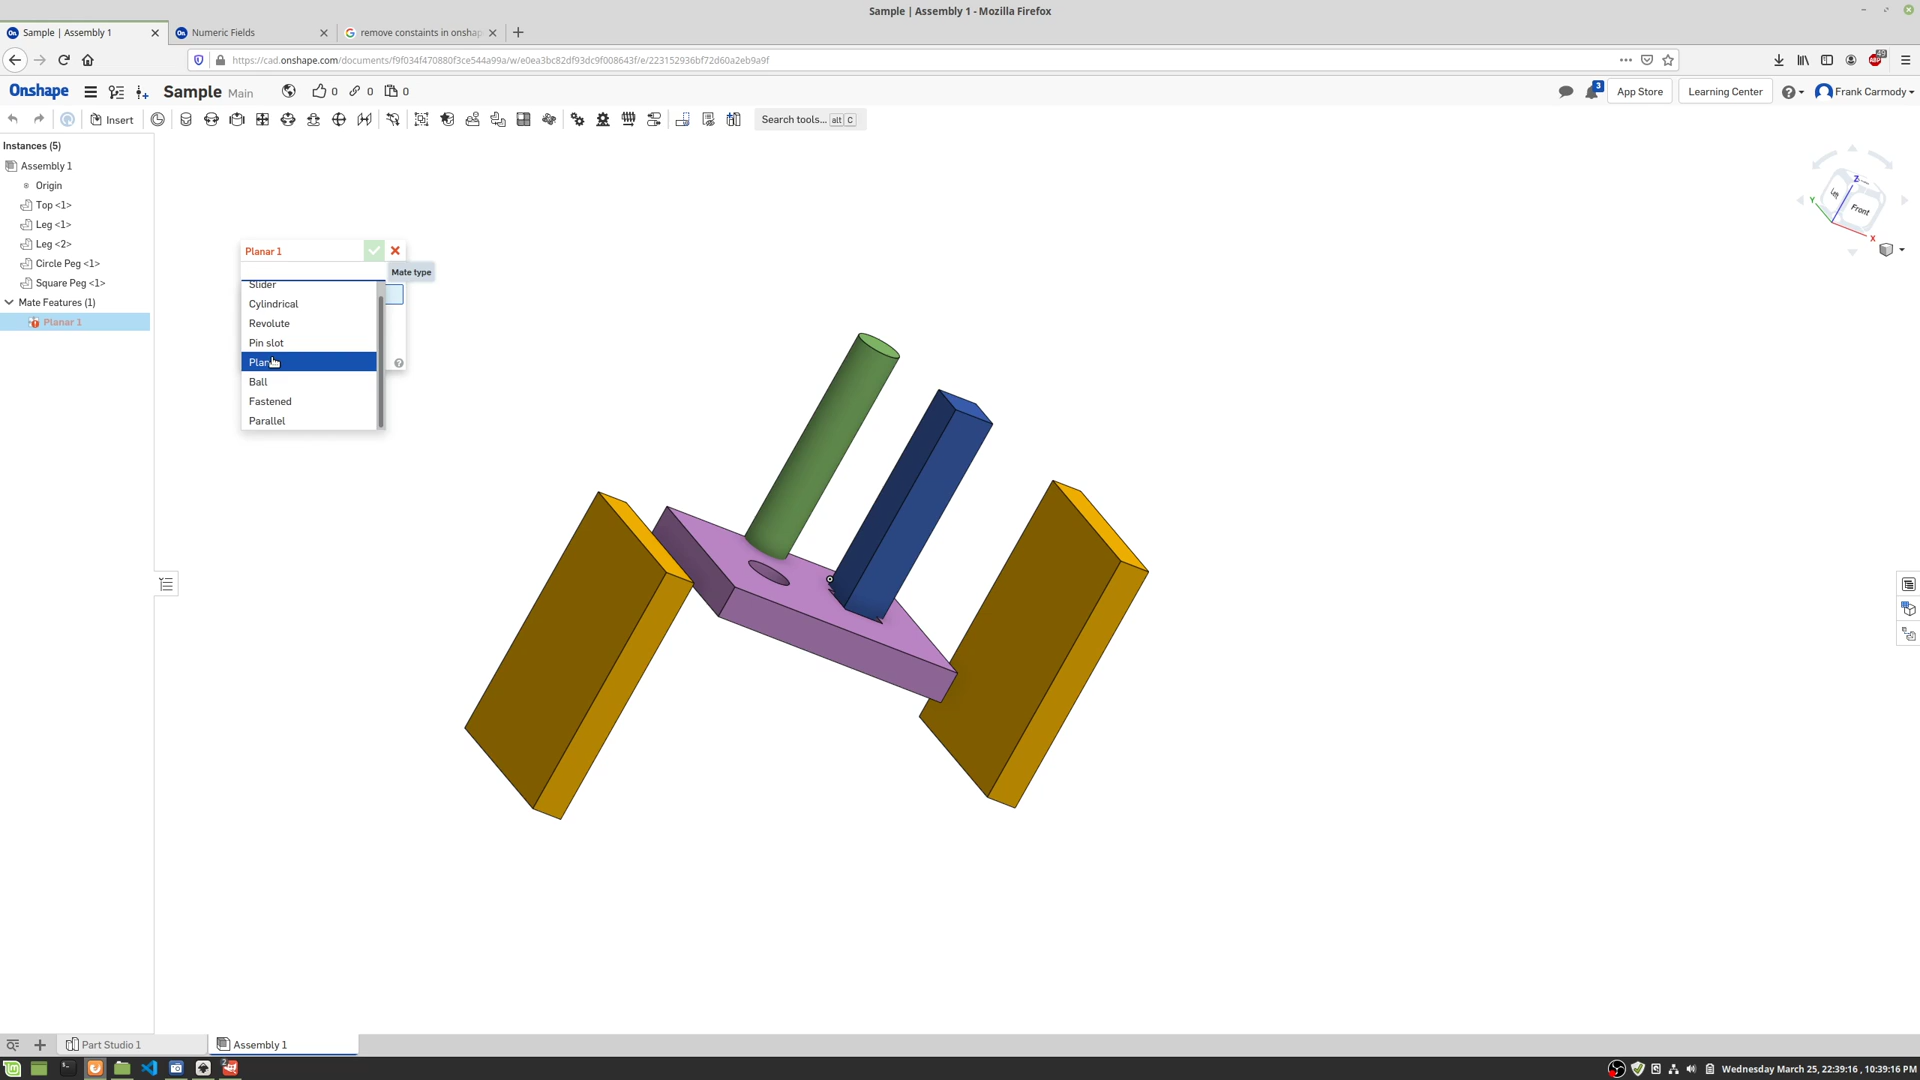 Sample | Assembly 1 - Mozilla Firefox
Sample | Assembly 1
Numeric Fields
remove constaints in onshap
https://cad.onshape.com/documents/f9f034f470880f3ce544a99a/w/e0ea3bc82df93dc9f008643f/e/223152936bf72d60a2eb9a9f
Onshape
Sample Main
0
0
0
3
App Store
Learning Center
Frank Carmody
Insert
Search tools... alt C
Instances (5)
Assembly 1
Origin
Top <1>
Leg <1>
Leg <2>
Circle Peg <1>
Square Peg <1>
Mate Features (1)
Planar 1
Planar 1
Mate type
Slider
Cylindrical
Revolute
Pin slot
Ball
Fastened
Parallel
Z
Y
X
Front
Part Studio 1
Assembly 1
Wednesday March 25, 22:39:16 , 10:39:16 PM